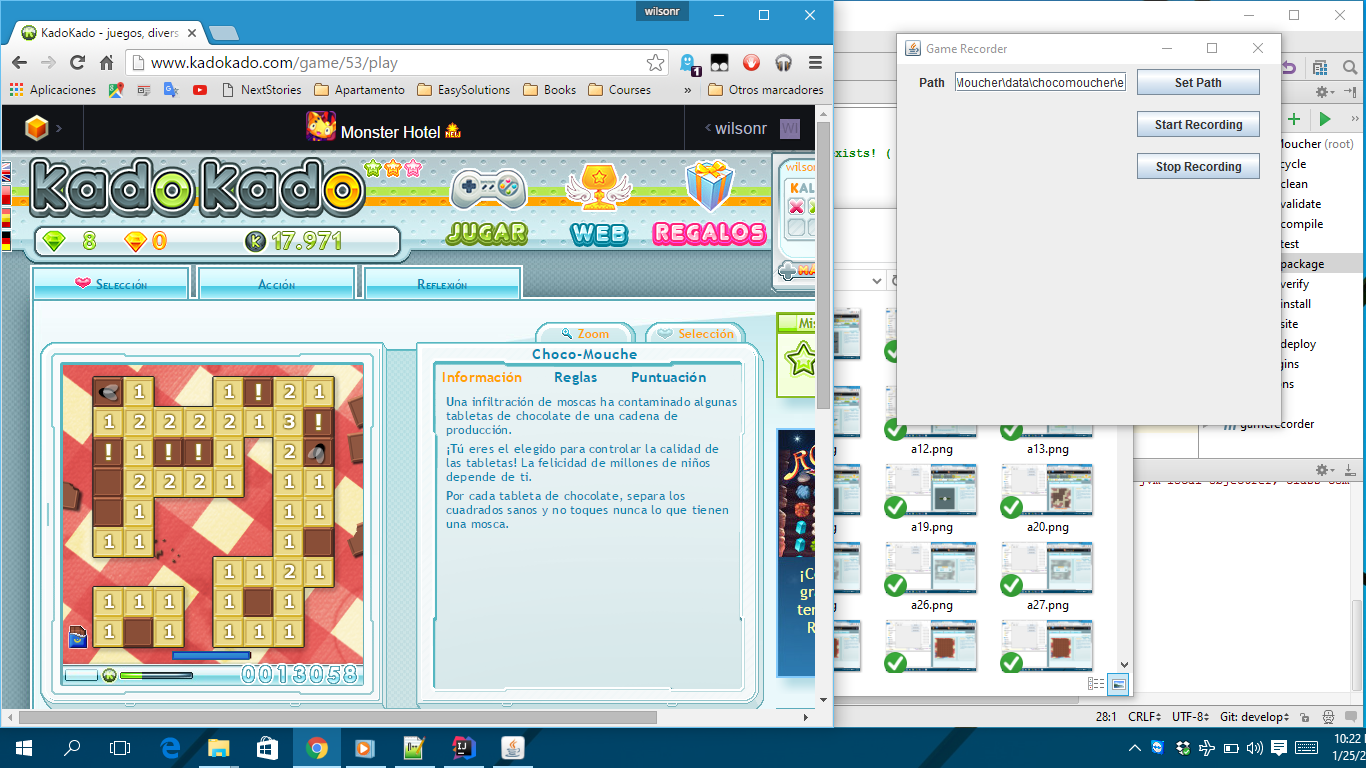 wilsonr
KadoKado - juegos, divers
www.kadokado.com/game/53/play
1
Aplicaciones
NextStories
Apartamento
EasySolutions
Books
Courses
»
Otros marcadores
Monster Hotel NEW
wilsonr
WI
KadoKado
8
0
K 17.971
JUGAR
WEB
REGALOS
wilson
KAL
Selección
Acción
Reflexión
Zoom
Selección
Mis
Choco-Mouche
Información
Reglas
Puntuación
Una infiltración de moscas ha contaminado algunas
tabletas de chocolate de una cadena de
producción.
¡Tú eres el elegido para controlar la calidad de
las tabletas! La felicidad de millones de niños
depende de ti.
Por cada tableta de chocolate, separa los
cuadrados sanos y no toques nunca lo que tienen
una mosca.
1 1 ! 2 1
1 2 2 2 2 1 3 !
! 1 ! ! 1 2
2 2 2 1 1 1
1 1 1
1 1 1
1 1 2 1
1 1 1 1 1
1 1 1 1 1
0013058
Game Recorder
Path
Moucher\data\chocomoucher\e
Set Path
Start Recording
Stop Recording
xists! (
Moucher (root)
cycle
clean
validate
compile
test
package
verify
install
site
deploy
gins
ns
gamerecorder
a12.png
a13.png
a19.png
a20.png
a26.png
a27.png
28:1
CRLF
UTF-8
Git: develop
10:22
1/25/2